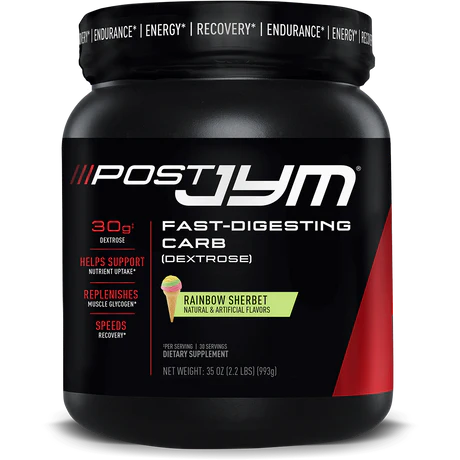 RECOVERY* | ENDURANCE* | ENERGY* | RECOVERY* | ENDURANCE* | ENERGY* | RECOVERY
///POST JYM®
30g‡
DEXTROSE
HELPS SUPPORT
NUTRIENT UPTAKE*
REPLENISHES
MUSCLE GLYCOGEN*
SPEEDS
RECOVERY*
FAST-DIGESTING
CARB
(DEXTROSE)
RAINBOW SHERBET
NATURAL & ARTIFICIAL FLAVORS
‡PER SERVING | 30 SERVINGS
DIETARY SUPPLEMENT
NET WEIGHT: 35 OZ (2.2 LBS) (993g)